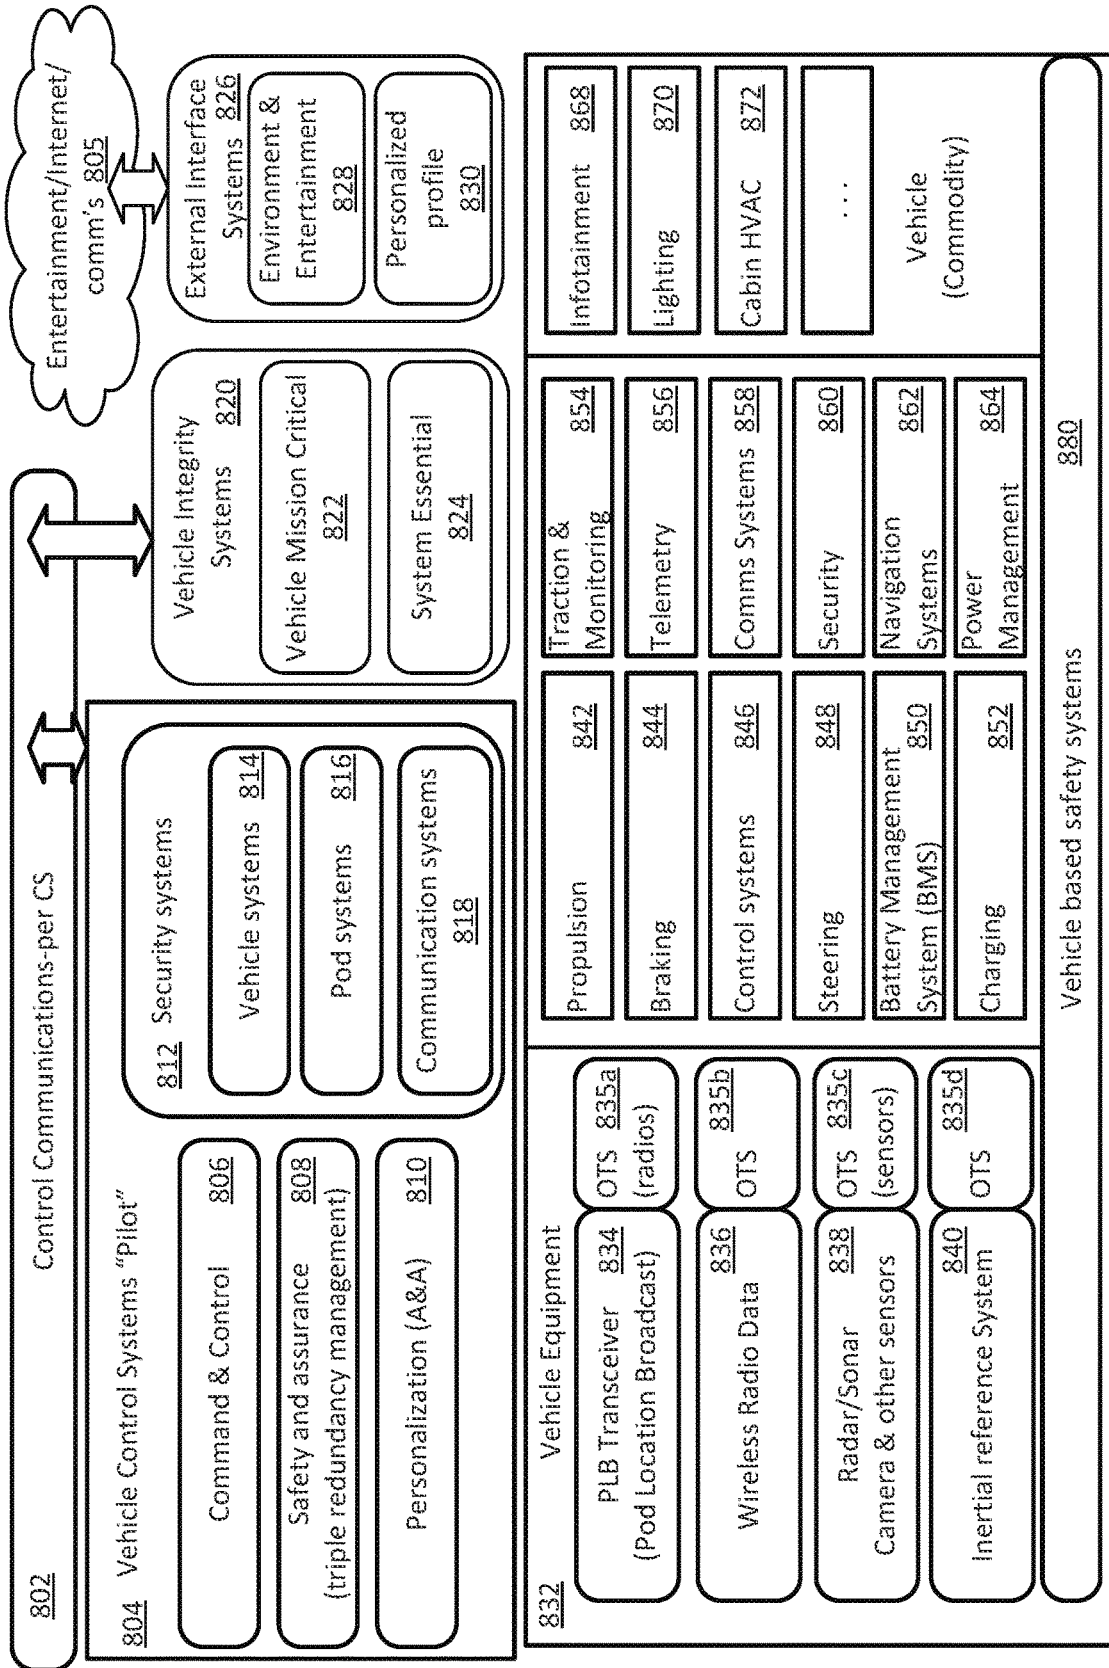 802
Control Communications-per CS
Entertainment/Internet/
comm's 805
804
Vehicle Control Systems "Pilot"
Command & Control
806
Safety and assurance
808
(triple redundancy management)
Personalization (A&A)
810
812
Security systems
Vehicle systems
814
Pod systems
816
Communication systems
818
Vehicle Integrity
Systems
820
Vehicle Mission Critical
822
System Essential
824
External Interface
Systems 826
Environment &
Entertainment
828
Personalized
profile
830
832
Vehicle Equipment
PLB Transceiver 834
(Pod Location Broadcast)
OTS 835a
(radios)
836
Wireless Radio Data
OTS 835b
Radar/Sonar 838
Camera & other sensors
OTS 835c
(sensors)
840
Inertial reference System
OTS 835d
Propulsion 842
Braking 844
Control systems 846
Steering 848
Battery Management
System (BMS) 850
Charging 852
Traction &
Monitoring 854
Telemetry 856
Comms Systems 858
Security 860
Navigation 862
Systems
Power 864
Management
Infotainment 868
Lighting 870
Cabin HVAC 872
. . .
Vehicle
(Commodity)
Vehicle based safety systems
880